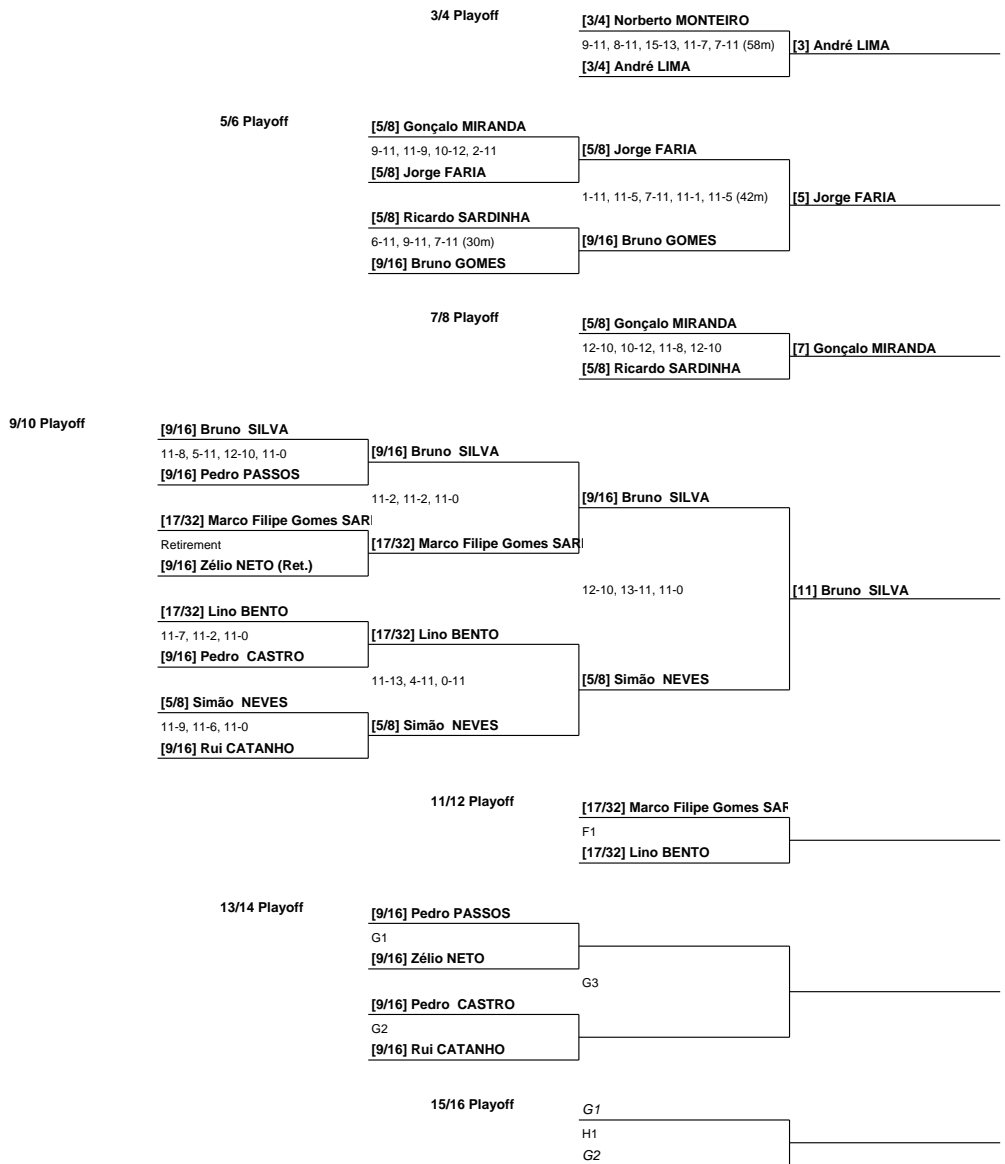 3/4 Playoff
[3/4] Norberto MONTEIRO
9-11, 8-11, 15-13, 11-7, 7-11 (58m)
[3] André LIMA
[3/4] André LIMA
5/6 Playoff
[5/8] Gonçalo MIRANDA
9-11, 11-9, 10-12, 2-11
[5/8] Jorge FARIA
[5/8] Jorge FARIA
1-11, 11-5, 7-11, 11-1, 11-5 (42m)
[5] Jorge FARIA
[5/8] Ricardo SARDINHA
6-11, 9-11, 7-11 (30m)
[9/16] Bruno GOMES
[9/16] Bruno GOMES
7/8 Playoff
[5/8] Gonçalo MIRANDA
12-10, 10-12, 11-8, 12-10
[7] Gonçalo MIRANDA
[5/8] Ricardo SARDINHA
9/10 Playoff
[9/16] Bruno SILVA
11-8, 5-11, 12-10, 11-0
[9/16] Bruno SILVA
[9/16] Pedro PASSOS
11-2, 11-2, 11-0
[9/16] Bruno SILVA
[17/32] Marco Filipe Gomes SARI
Retirement
[17/32] Marco Filipe Gomes SARI
[9/16] Zélio NETO (Ret.)
12-10, 13-11, 11-0
[11] Bruno SILVA
[17/32] Lino BENTO
11-7, 11-2, 11-0
[17/32] Lino BENTO
[9/16] Pedro CASTRO
11-13, 4-11, 0-11
[5/8] Simão NEVES
[5/8] Simão NEVES
11-9, 11-6, 11-0
[5/8] Simão NEVES
[9/16] Rui CATANHO
11/12 Playoff
[17/32] Marco Filipe Gomes SAR
F1
[17/32] Lino BENTO
13/14 Playoff
[9/16] Pedro PASSOS
G1
[9/16] Zélio NETO
G3
[9/16] Pedro CASTRO
G2
[9/16] Rui CATANHO
15/16 Playoff
G1
H1
G2